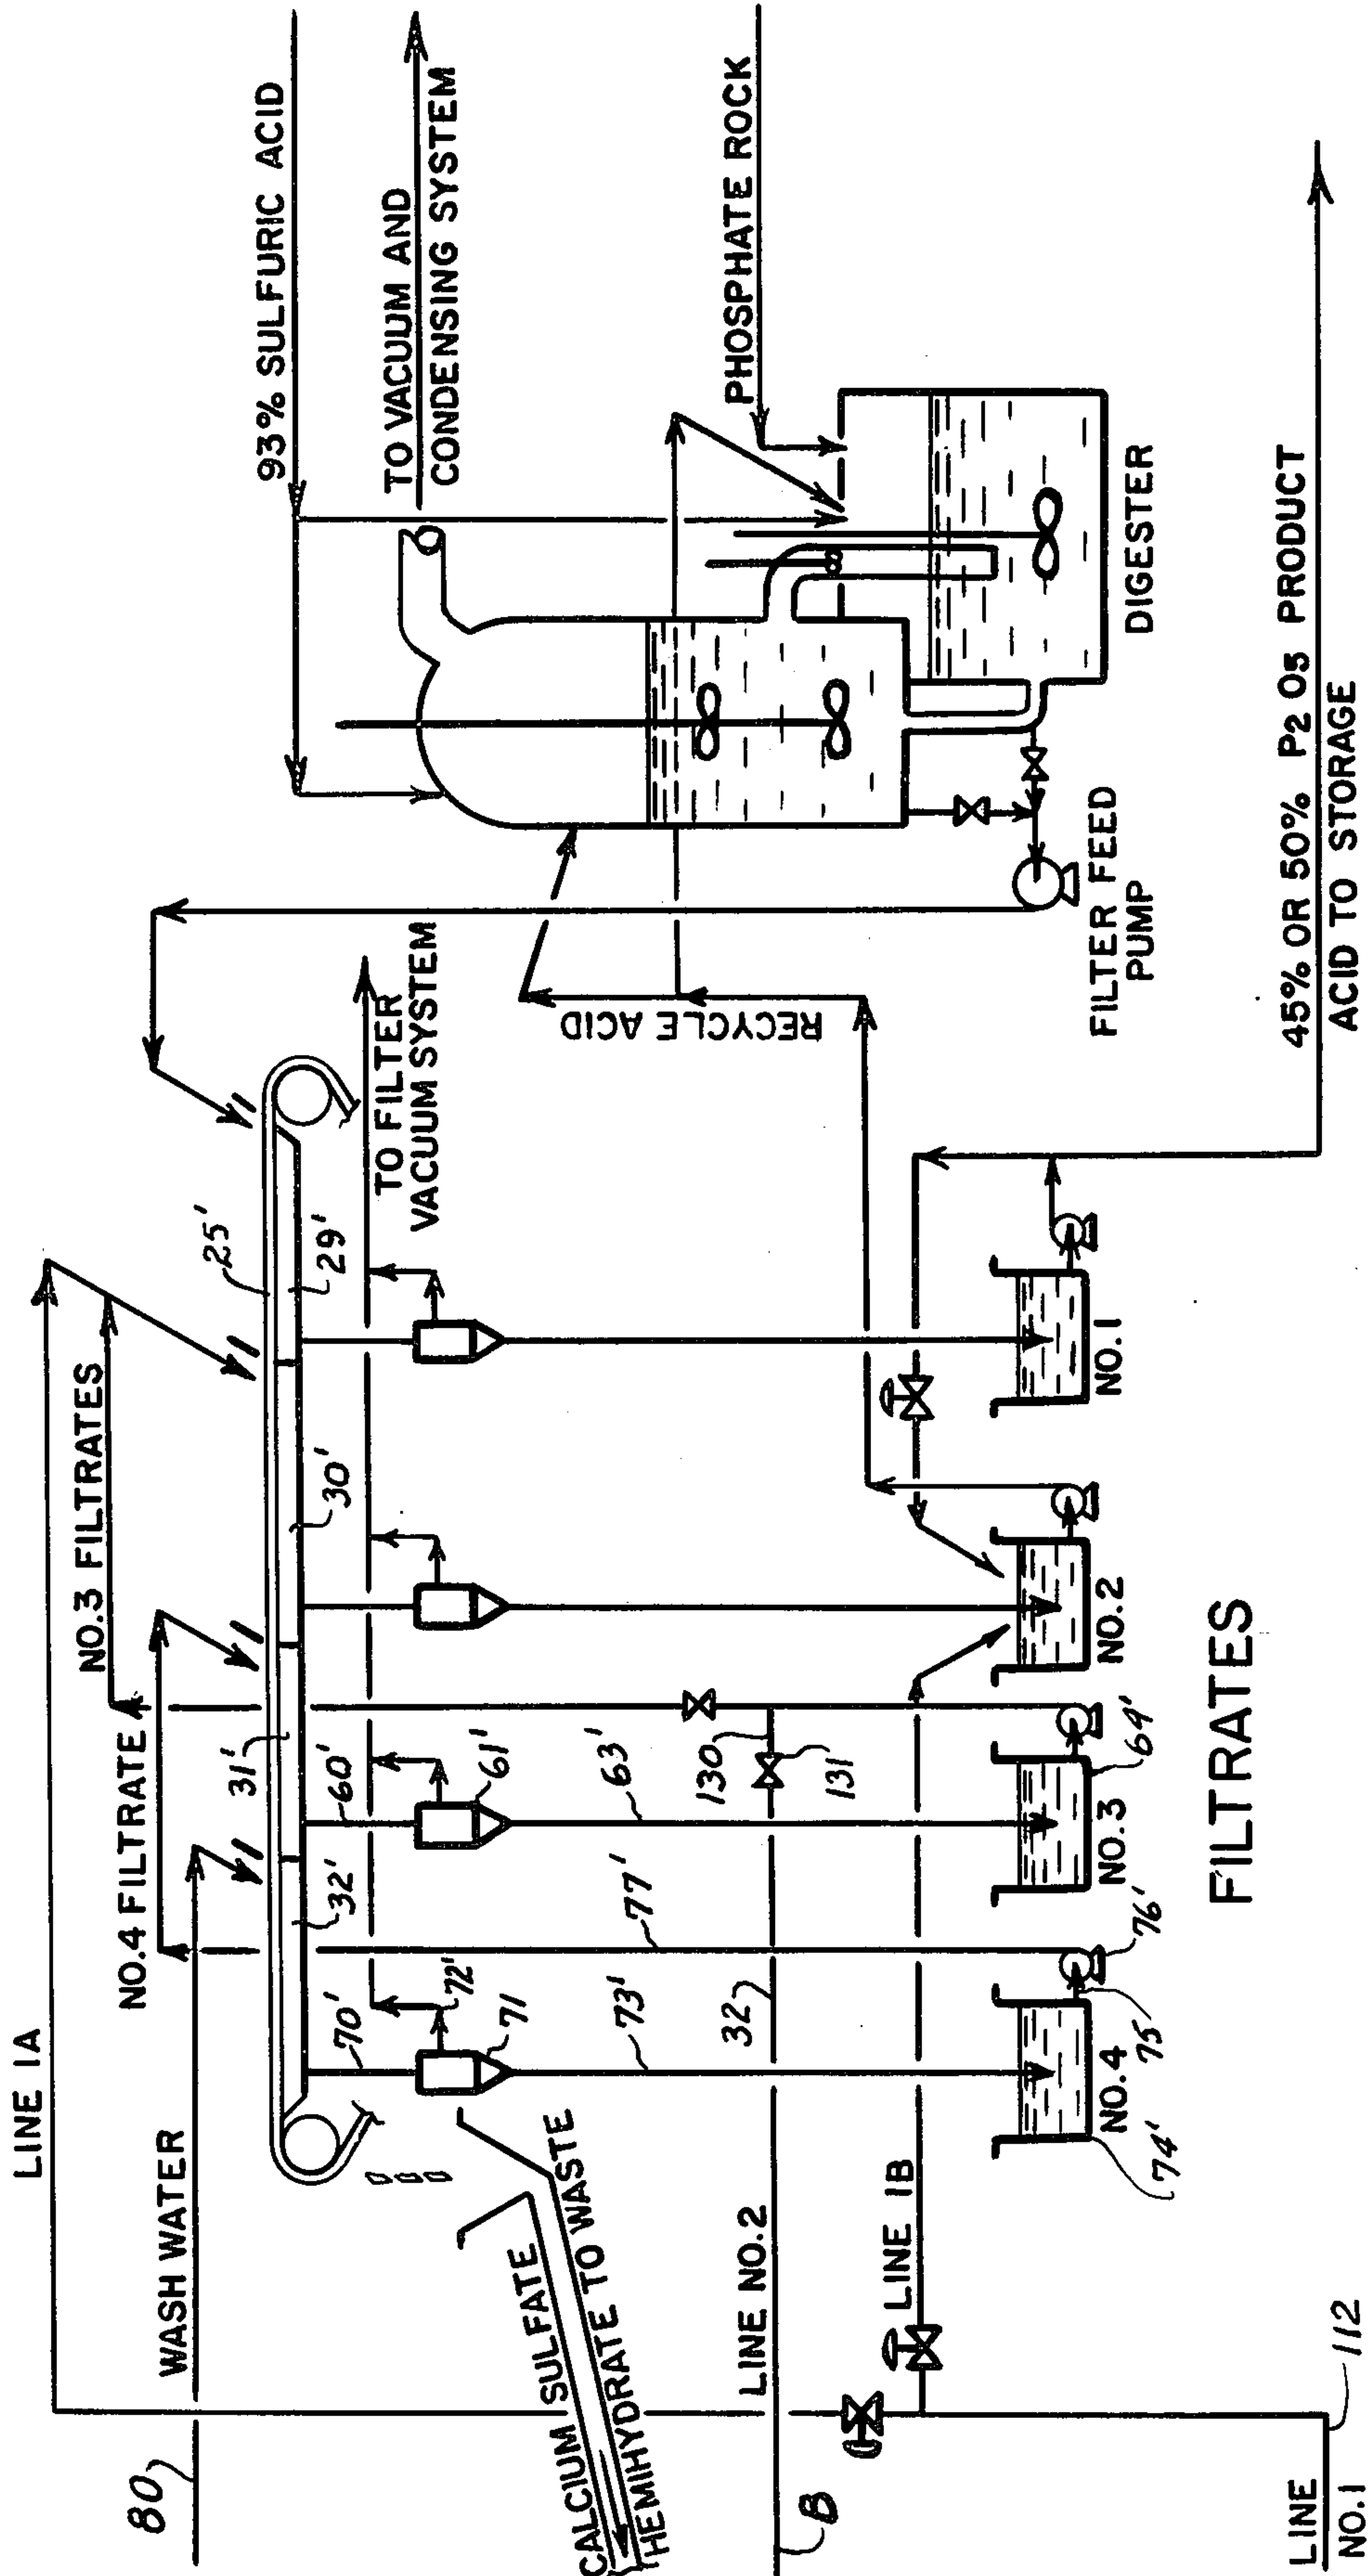 LINE 1A
NO.3 FILTRATES
NO.4 FILTRATE
WASH WATER
80
93% SULFURIC ACID
TO VACUUM AND
CONDENSING SYSTEM
25'
29'
30'
31'
32'
TO FILTER
VACUUM SYSTEM
60'
61'
63'
70'
72'
71
73'
77'
CALCIUM SULFATE
HEMIHYDRATE TO WASTE
RECYCLE ACID
PHOSPHATE ROCK
DIGESTER
FILTER FEED
PUMP
130
131
32
LINE NO.2
B
LINE 1B
NO.4
NO.3
NO.2
NO.1
74'
75
76'
64'
45% OR 50% P2 O5 PRODUCT
ACID TO STORAGE
FILTRATES
LINE
NO.1
112